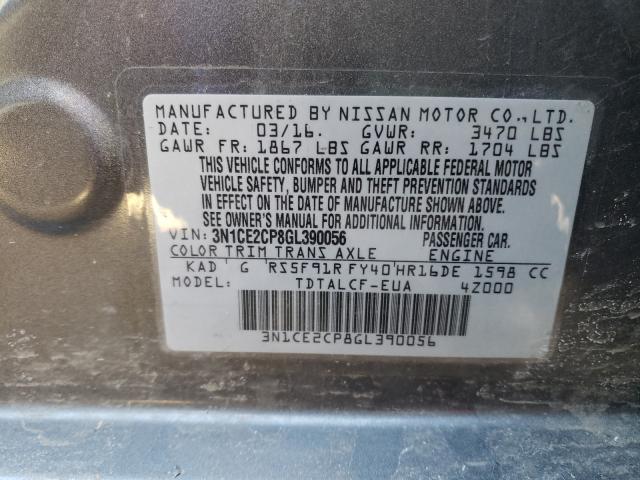 MANUFACTURED BY NISSAN MOTOR CO.,LTD.
DATE: 03/16. GVWR: 3470 LBS
GAWR FR: 1867 LBS GAWR RR: 1704 LBS
THIS VEHICLE CONFORMS TO ALL APPLICABLE FEDERAL MOTOR
VEHICLE SAFETY, BUMPER AND THEFT PREVENTION STANDARDS
IN EFFECT ON THE DATE OF MANUFACTURE SHOWN ABOVE.
SEE OWNER'S MANUAL FOR ADDITIONAL INFORMATION.
VIN: 3N1CE2CP8GL390056 PASSENGER CAR.
COLOR TRIM TRANS AXLE ENGINE
KAD G RS5F91R FY40 HR16DE 1598 CC
MODEL: TDTALCF-EUA 4Z000
3N1CE2CP8GL390056